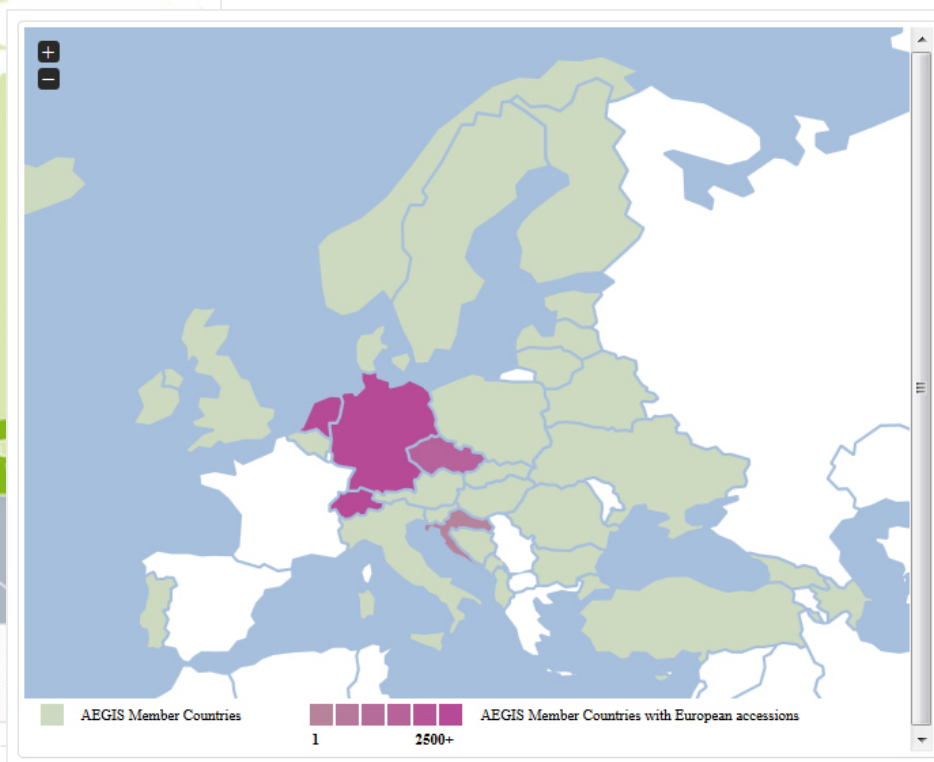 +
−
AEGIS Member Countries
AEGIS Member Countries with European accessions
1
2500+